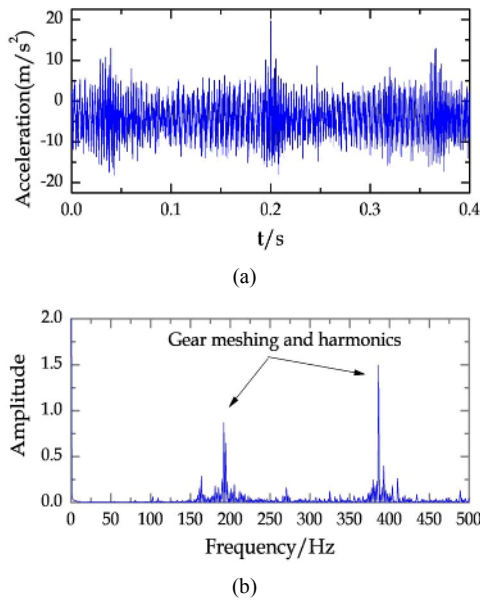 20
10
0
-10
-20
Acceleration(m/s²)
0.0 0.1 0.2 0.3 0.4
t/s
(a)
2.0
Gear meshing and harmonics
1.5
1.0
0.5
0.0
Amplitude
0 50 100 150 200 250 300 350 400 450 500
Frequency/Hz
(b)